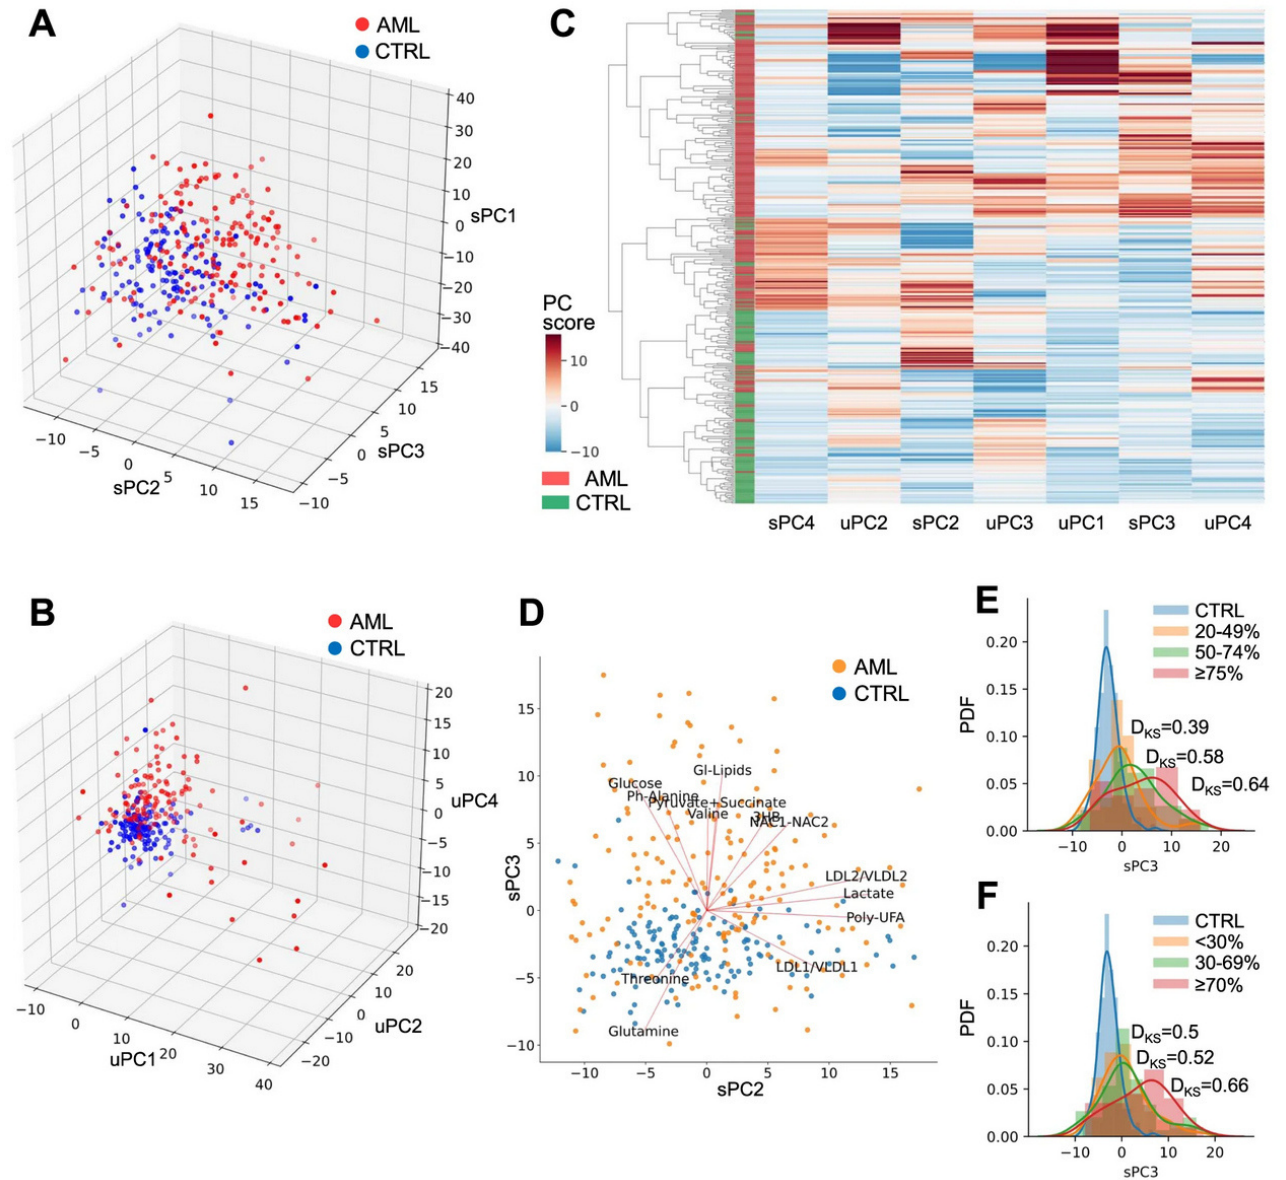 A
AML
CTRL
40
30
20
10
0
−10
−20
−30
−40
sPC1
15
10
5
0
−5
−10
sPC3
−10
−5
0
5
10
15
sPC2
C
PC
score
10
0
−10
AML
CTRL
sPC4 uPC2 sPC2 uPC3 uPC1 sPC3 uPC4
B
AML
CTRL
20
15
10
5
0
−5
−10
−15
−20
uPC4
20
10
0
−10
−20
uPC2
−10
0
10
20
30
40
uPC1
D
AML
CTRL
15
10
5
0
−5
−10
sPC3
Gl-Lipids
Glucose
Ph-Alanine
Pyruvate+Succinate
Valine
3HB
NAC1-NAC2
LDL2/VLDL2
Lactate
Poly-UFA
LDL1/VLDL1
Threonine
Glutamine
−10 −5 0 5 10 15
sPC2
E
CTRL
20-49%
50-74%
≥75%
0.20
0.15
0.10
0.05
0.00
PDF
DKS=0.39
DKS=0.58
DKS=0.64
−10 0 10 20
sPC3
F
CTRL
<30%
30-69%
≥70%
0.20
0.15
0.10
0.05
0.00
PDF
DKS=0.5
DKS=0.52
DKS=0.66
−10 0 10 20
sPC3